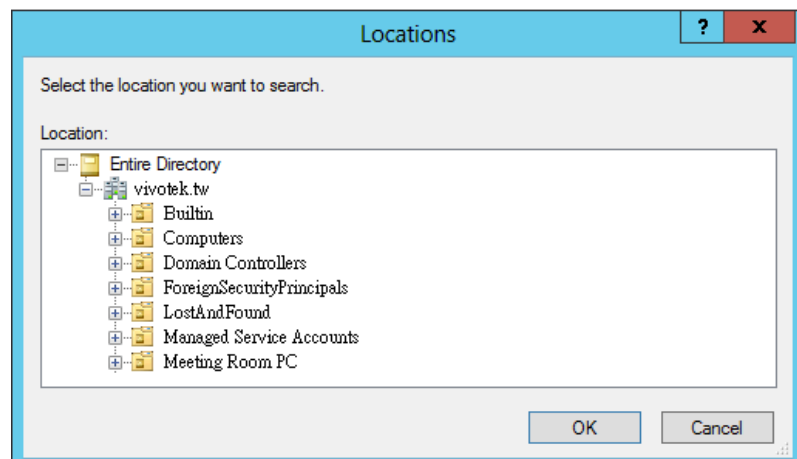 Locations
? x
Select the location you want to search.
Location:
Entire Directory
vivotek.tw
Builtin
Computers
Domain Controllers
ForeignSecurityPrincipals
LostAndFound
Managed Service Accounts
Meeting Room PC
OK Cancel